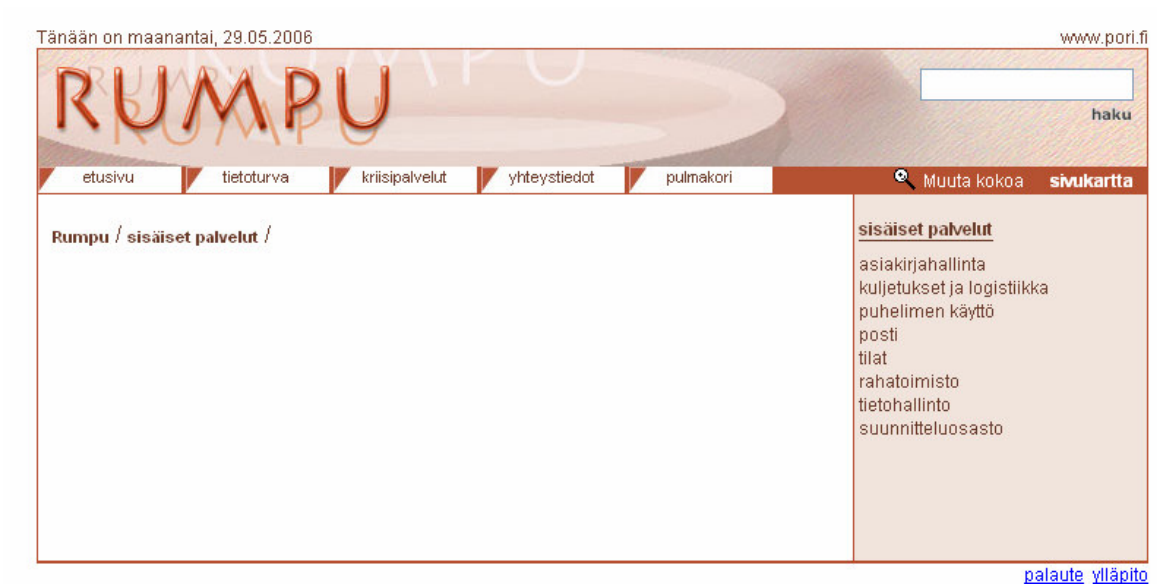 Tänään on maanantai, 29.05.2006 www.pori.fi
RUMPU
haku
etusivu tietoturva kriisipalvelut yhteystiedot pulmakori Muuta kokoa sivukartta
Rumpu / sisäiset palvelut /
sisäiset palvelut
asiakirjahallinta
kuljetukset ja logistiikka
puhelimen käyttö
posti
tilat
rahatoimisto
tietohallinto
suunnitteluosasto
palaute ylläpito